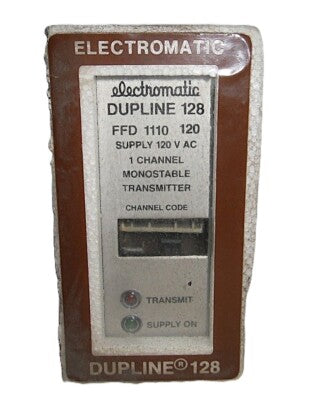 ELECTROMATIC
electromatic
DUPLINE 128
FFD 1110 120
SUPPLY 120 V AC
1 CHANNEL
MONOSTABLE
TRANSMITTER
CHANNEL CODE
TRANSMIT
SUPPLY ON
DUPLINE® 128